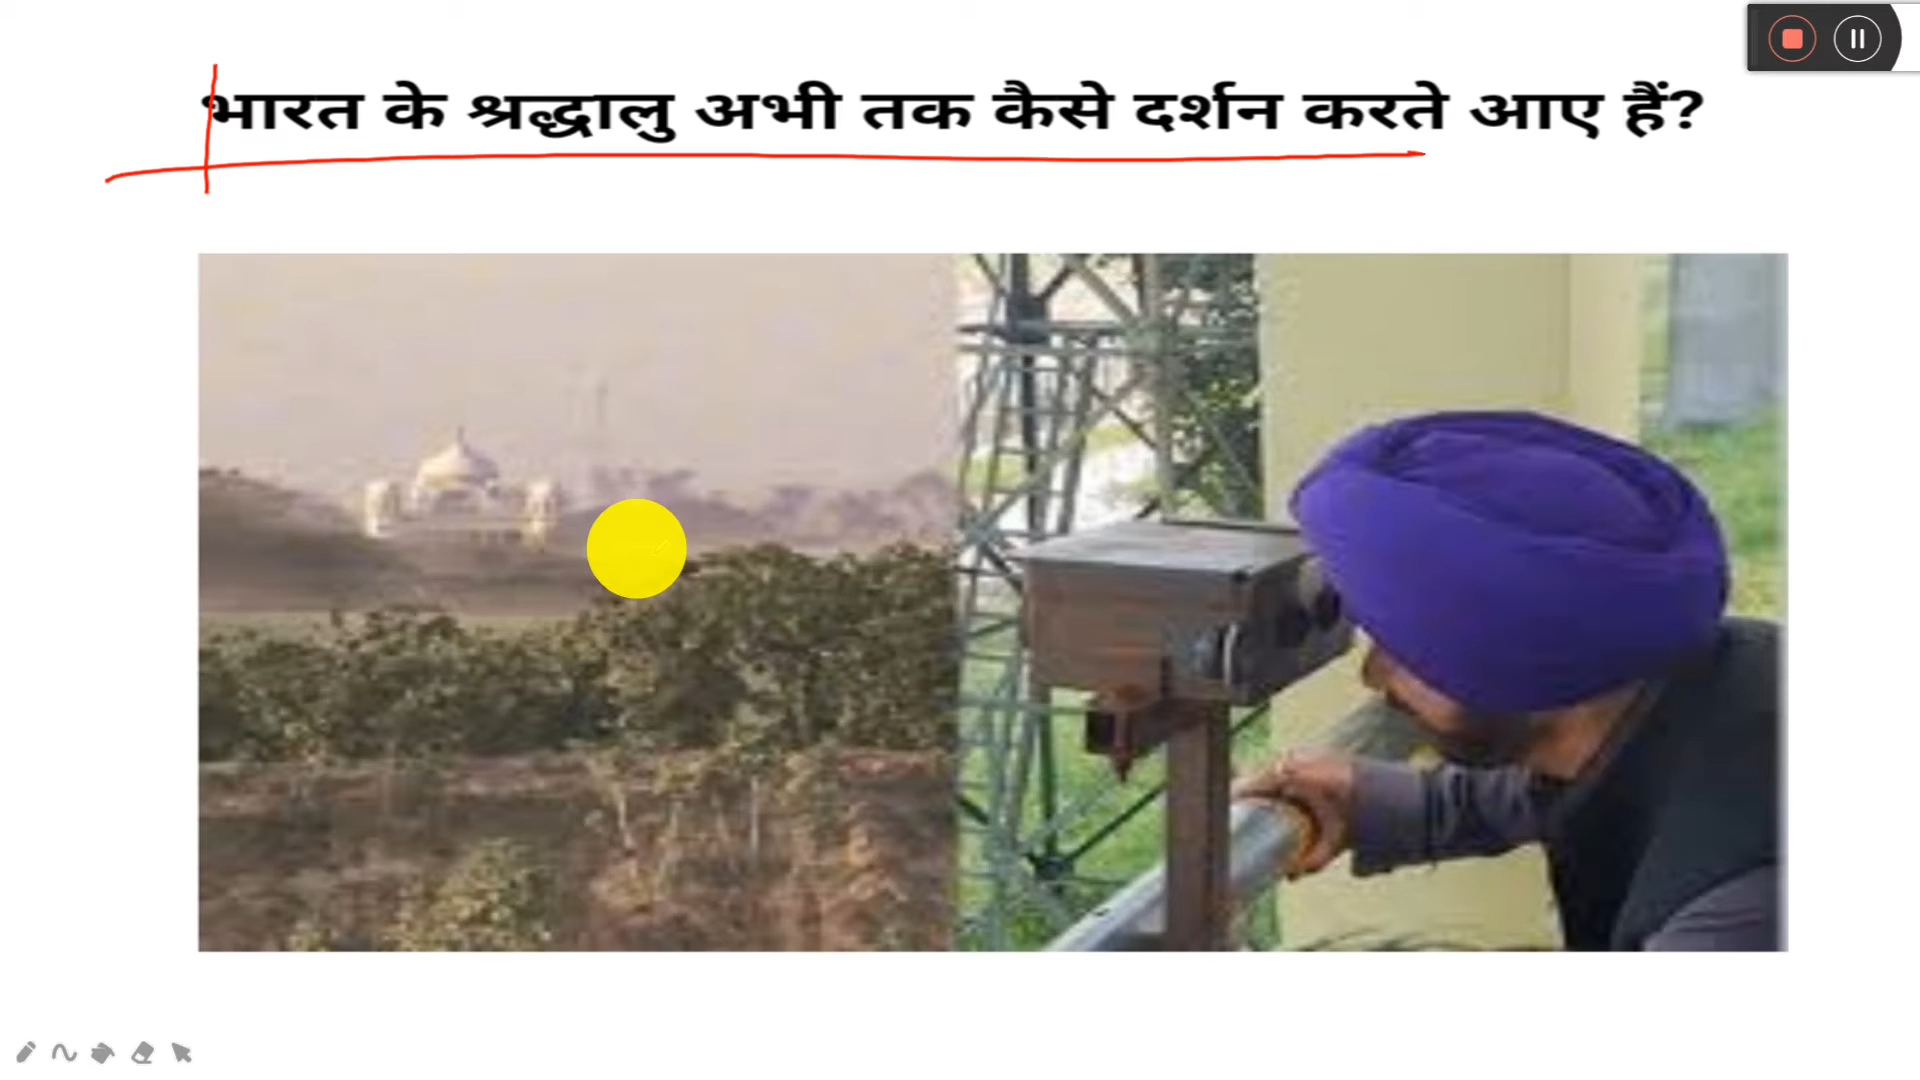 भारत के श्रद्धालु अभी तक कैसे दर्शन करते आए हैं?